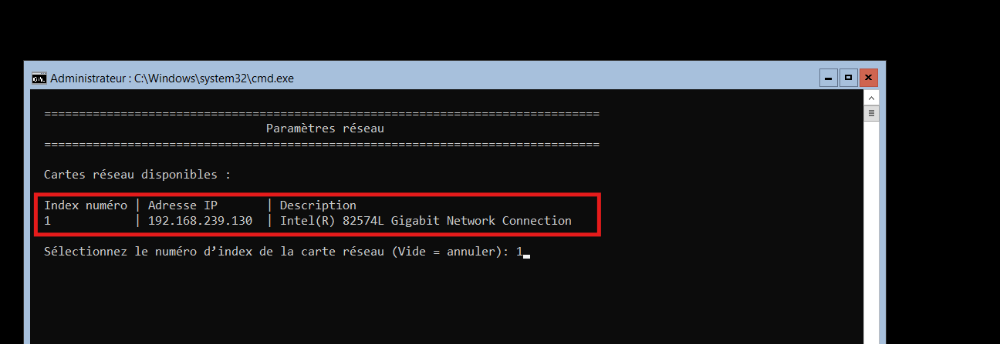 Administrateur : C:\Windows\system32\cmd.exe
================================================================================
Paramètres réseau
================================================================================
Cartes réseau disponibles :
Index numéro | Adresse IP | Description
1 | 192.168.239.130 | Intel(R) 82574L Gigabit Network Connection
Sélectionnez le numéro d’index de la carte réseau (Vide = annuler): 1